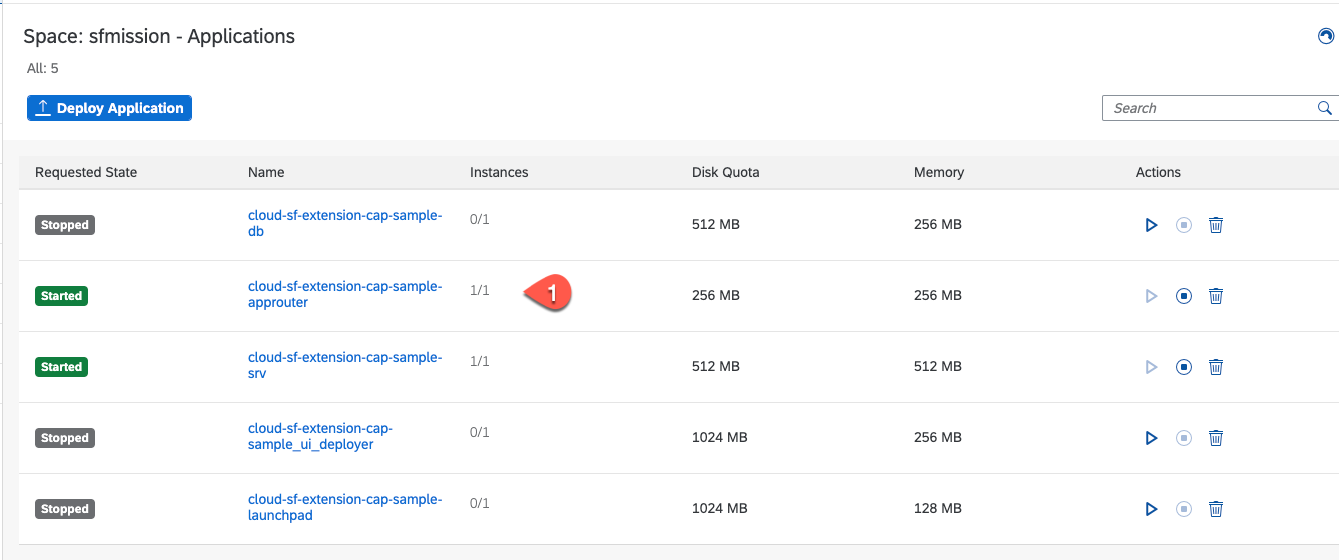 Space: sfmission - Applications
All: 5
Deploy Application
Search
Requested State Name Instances Disk Quota Memory Actions
Stopped cloud-sf-extension-cap-sample- 0/1 512 MB 256 MB
db
Started cloud-sf-extension-cap-sample- 1/1 1 256 MB 256 MB
approuter
Started cloud-sf-extension-cap-sample- 1/1 512 MB 512 MB
srv
Stopped cloud-sf-extension-cap- 0/1 1024 MB 256 MB
sample_ui_deployer
Stopped cloud-sf-extension-cap-sample- 0/1 1024 MB 128 MB
launchpad